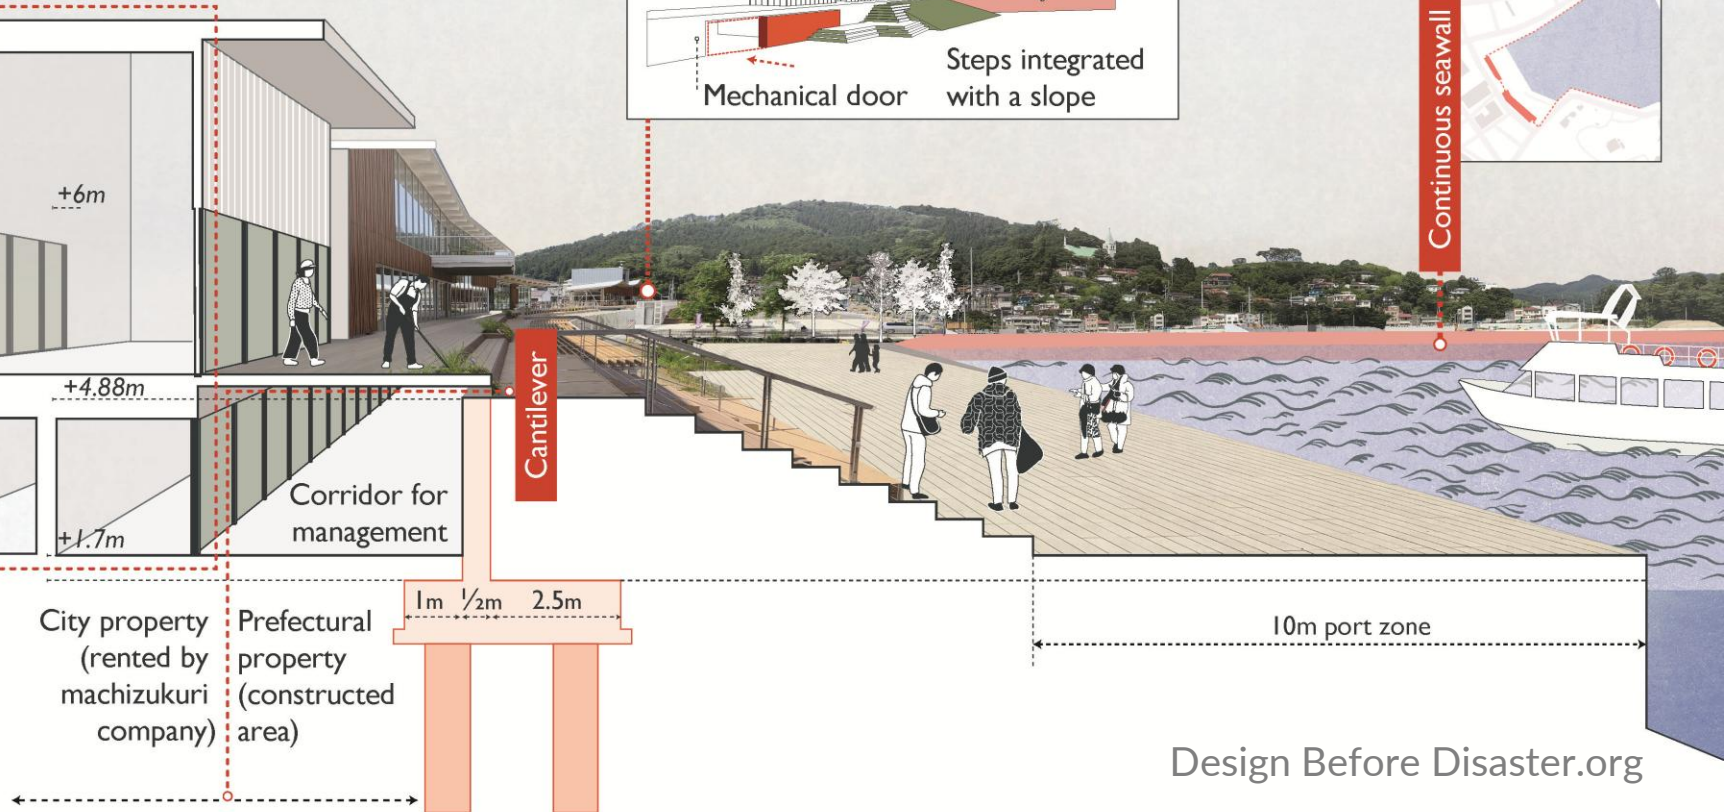 Mechanical door
Steps integrated
with a slope
Continuous seawall
+6m
+4.88m
Cantilever
Corridor for
management
+1.7m
1m
½m
2.5m
10m port zone
City property
(rented by
machizukuri
company)
Prefectural
property
(constructed
area)
Design Before Disaster.org